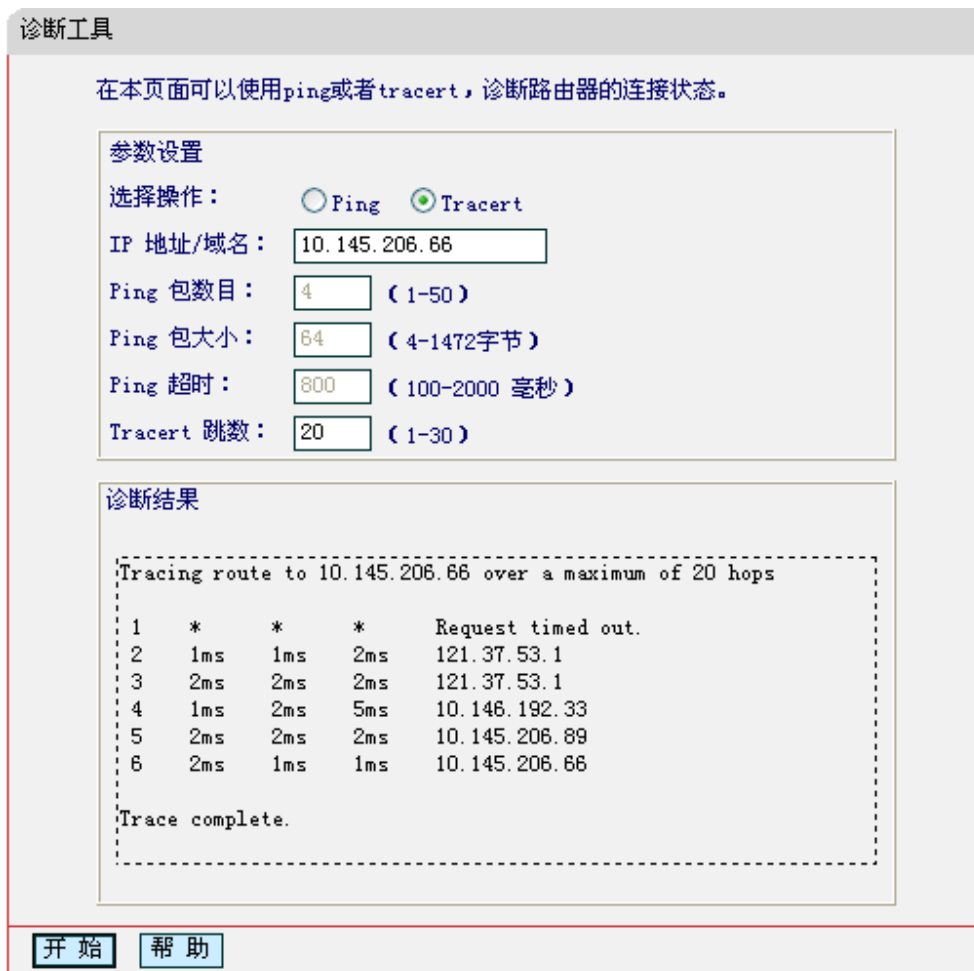 诊断工具
在本页面可以使用ping或者tracert，诊断路由器的连接状态。
参数设置
选择操作： Ping Tracert
IP 地址/域名： 10.145.206.66
Ping 包数目： 4 （1-50）
Ping 包大小： 64 （4-1472字节）
Ping 超时： 800 （100-2000 毫秒）
Tracert 跳数： 20 （1-30）
诊断结果
Tracing route to 10.145.206.66 over a maximum of 20 hops
1 * * * Request timed out.
2 1ms 1ms 2ms 121.37.53.1
3 2ms 2ms 2ms 121.37.53.1
4 1ms 2ms 5ms 10.146.192.33
5 2ms 2ms 2ms 10.145.206.89
6 2ms 1ms 1ms 10.145.206.66
Trace complete.
开 始 帮 助